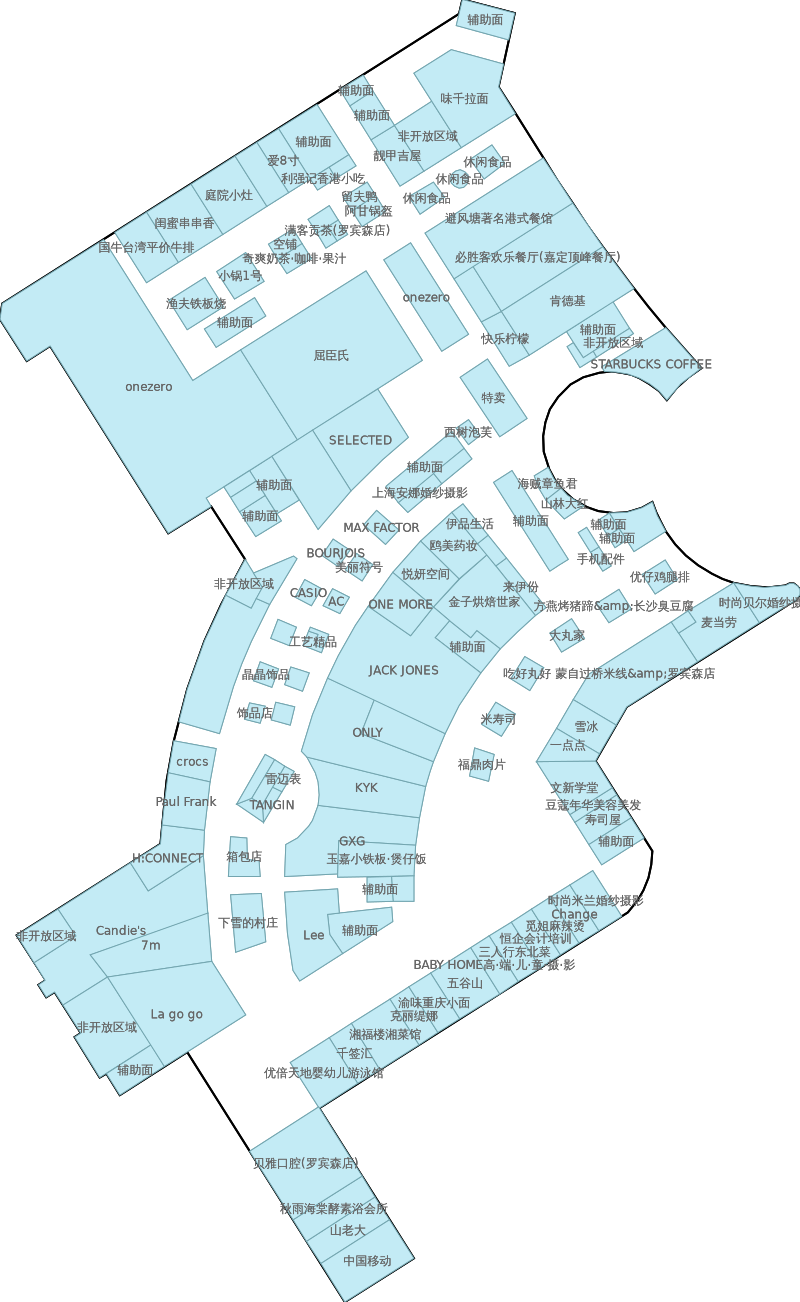 辅助面
辅助面
味千拉面
辅助面
非开放区域
辅助面
靓甲吉屋
爱8寸
休闲食品
利强记香港小吃
休闲食品
庭院小灶
留夫鸭
休闲食品
阿甘锅盔
闺蜜串串香
避风塘著名港式餐馆
满客贡茶(罗宾森店)
国牛台湾平价牛排
空铺
奇爽奶茶·咖啡·果汁
必胜客欢乐餐厅(嘉定顶峰餐厅)
小锅1号
onezero
肯德基
渔夫铁板烧
辅助面
辅助面
快乐柠檬
非开放区域
屈臣氏
STARBUCKS COFFEE
onezero
特卖
西树泡芙
SELECTED
辅助面
辅助面
海贼章鱼君
上海安娜婚纱摄影
山林大红
辅助面
辅助面
伊品生活
辅助面
MAX FACTOR
辅助面
鸥美药妆
BOURJOIS
手机配件
美丽符号
悦妍空间
优仔鸡腿排
非开放区域
来伊份
CASIO
AC
ONE MORE
金子烘焙世家
方燕烤猪蹄&amp;长沙臭豆腐
时尚贝尔婚纱摄
麦当劳
大丸家
工艺精品
辅助面
JACK JONES
晶晶饰品
吃好丸好
蒙自过桥米线&amp;罗宾森店
饰品店
米寿司
雪冰
ONLY
一点点
crocs
福鼎肉片
雷迈表
KYK
文新学堂
Paul Frank
TANGIN
豆蔻年华美容美发
寿司屋
GXG
辅助面
H:CONNECT
箱包店
玉嘉小铁板·煲仔饭
辅助面
时尚米兰婚纱摄影
Change
下雪的村庄
觅姐麻辣烫
Candie's
辅助面
非开放区域
Lee
恒企会计培训
7m
三人行东北菜
BABY HOME高·端·儿·童·摄·影
五谷山
渝味重庆小面
La go go
克丽缇娜
非开放区域
湘福楼湘菜馆
千签汇
辅助面
优倍天地婴幼儿游泳馆
贝雅口腔(罗宾森店)
秋雨海棠酵素浴会所
山老大
中国移动